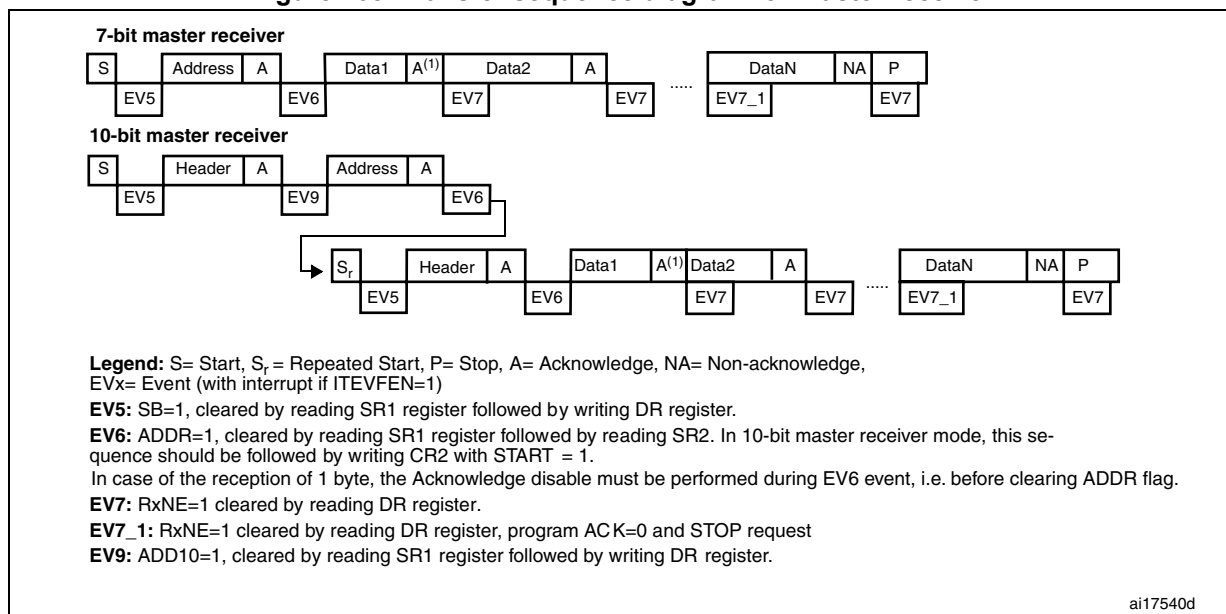 7-bit master receiver
S Address A Data1 A(1) Data2 A ..... DataN NA P
EV5 EV6 EV7 EV7 EV7_1 EV7
10-bit master receiver
S Header A Address A
EV5 EV9 EV6
Sr Header A Data1 A(1) Data2 A ..... DataN NA P
EV5 EV6 EV7 EV7 EV7_1 EV7
Legend: S= Start, Sr = Repeated Start, P= Stop, A= Acknowledge, NA= Non-acknowledge,
EVx= Event (with interrupt if ITEVFEN=1)
EV5: SB=1, cleared by reading SR1 register followed by writing DR register.
EV6: ADDR=1, cleared by reading SR1 register followed by reading SR2. In 10-bit master receiver mode, this se-
quence should be followed by writing CR2 with START = 1.
In case of the reception of 1 byte, the Acknowledge disable must be performed during EV6 event, i.e. before clearing ADDR flag.
EV7: RxNE=1 cleared by reading DR register.
EV7_1: RxNE=1 cleared by reading DR register, program ACK=0 and STOP request
EV9: ADD10=1, cleared by reading SR1 register followed by writing DR register.
ai17540d